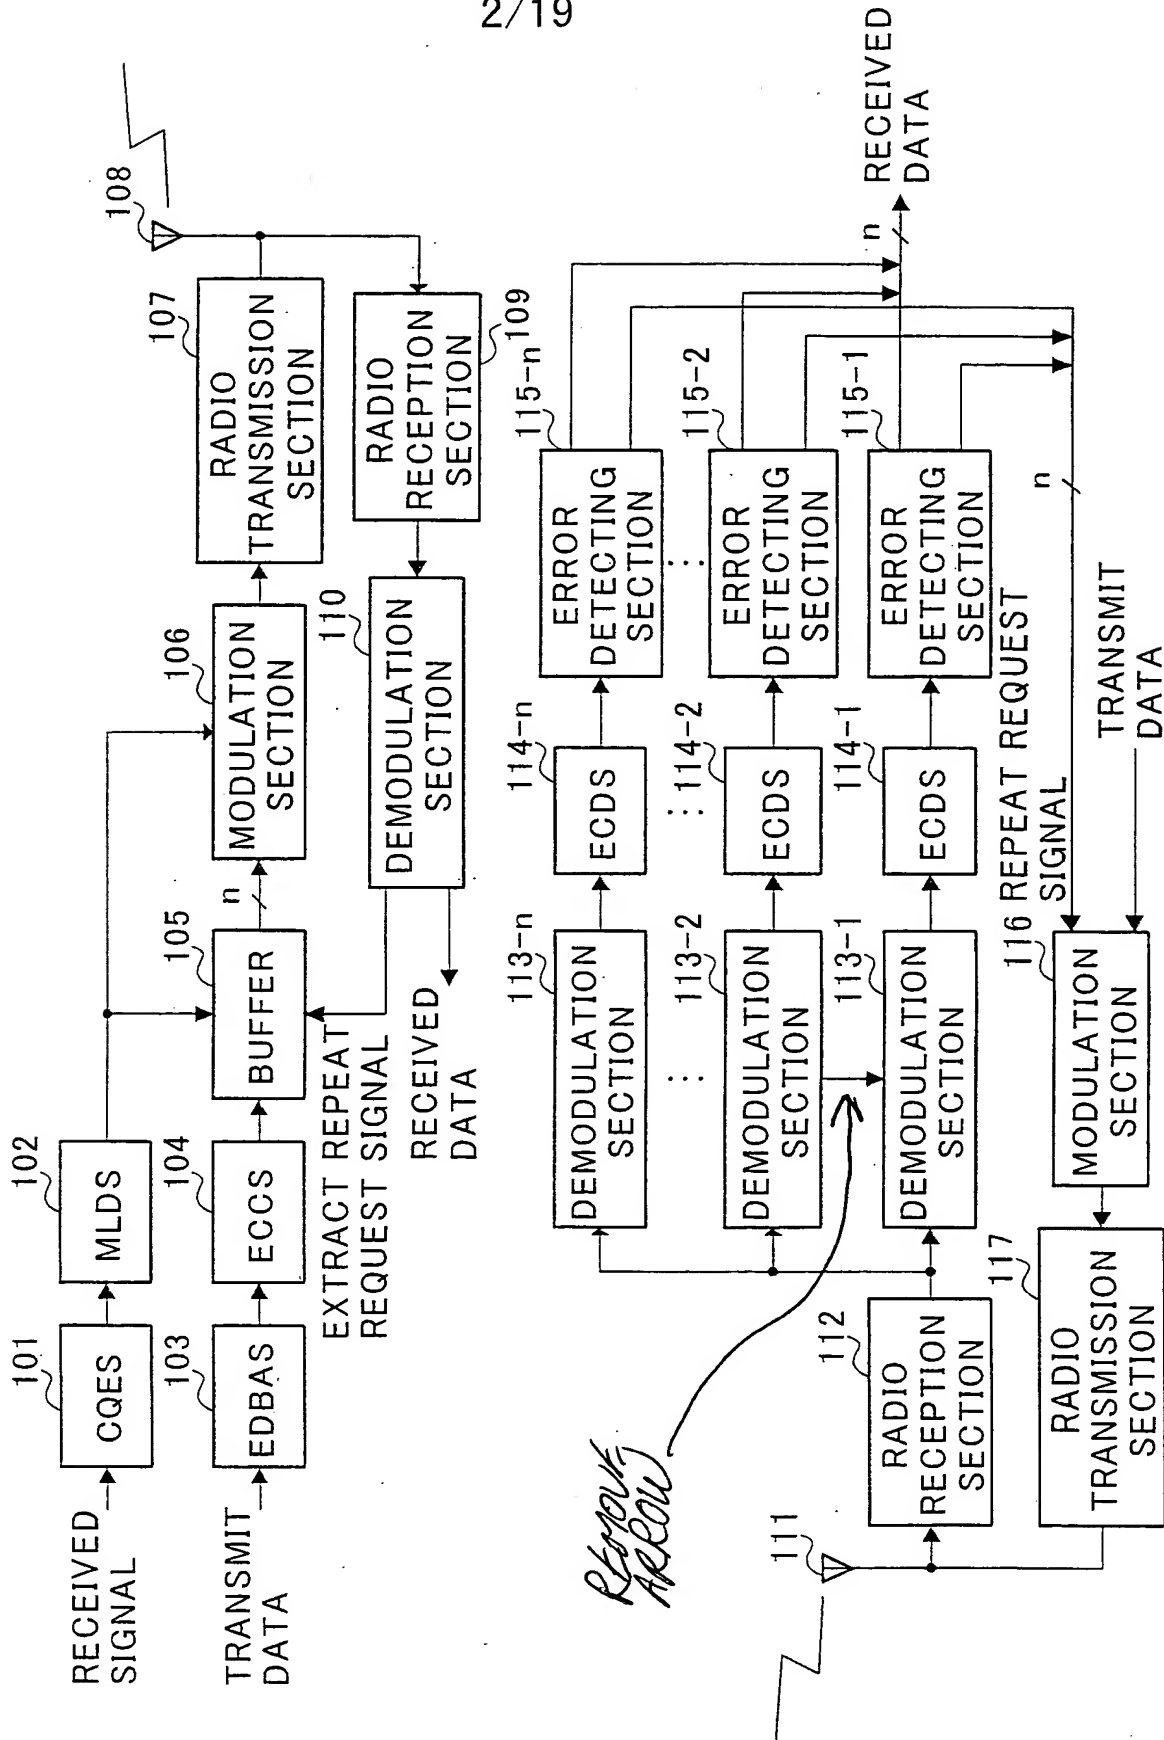 2/19
RECEIVED
SIGNAL
101
CQES
102
MLDS
TRANSMIT
DATA
103
EDBAS
104
ECCS
105
BUFFER
n
106
MODULATION
SECTION
107
RADIO
TRANSMISSION
SECTION
108
RADIO
RECEPTION
SECTION
109
110
DEMODULATION
SECTION
EXTRACT REPEAT
REQUEST SIGNAL
RECEIVED
DATA
111
112
RADIO
RECEPTION
SECTION
113-n
DEMODULATION
SECTION
114-n
ECDS
115-n
ERROR
DETECTING
SECTION
...
...
...
113-2
DEMODULATION
SECTION
114-2
ECDS
115-2
ERROR
DETECTING
SECTION
113-1
DEMODULATION
SECTION
114-1
ECDS
115-1
ERROR
DETECTING
SECTION
n
RECEIVED
DATA
REMOVE
ARROW
n
116
REPEAT REQUEST
SIGNAL
MODULATION
SECTION
TRANSMIT
DATA
117
RADIO
TRANSMISSION
SECTION